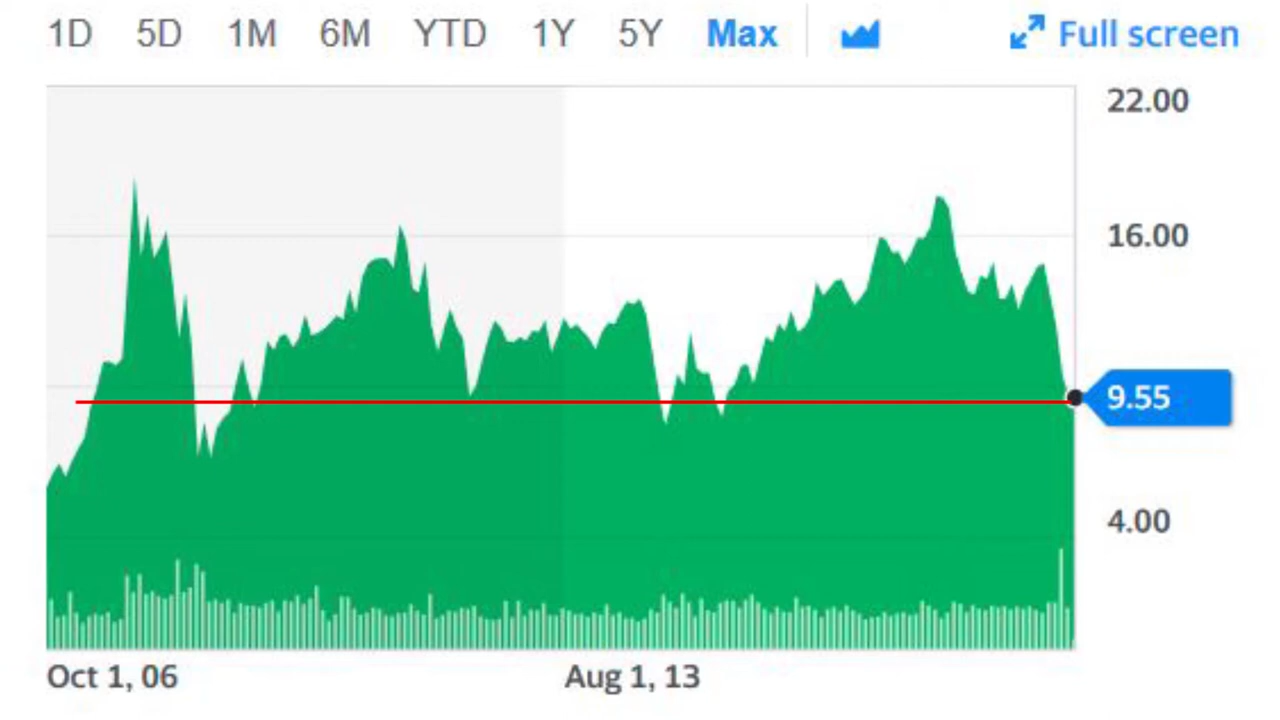 1D 5D 1M 6M YTD 1Y 5Y Max Full screen
22.00
16.00
9.55
4.00
Oct 1, 06 Aug 1, 13